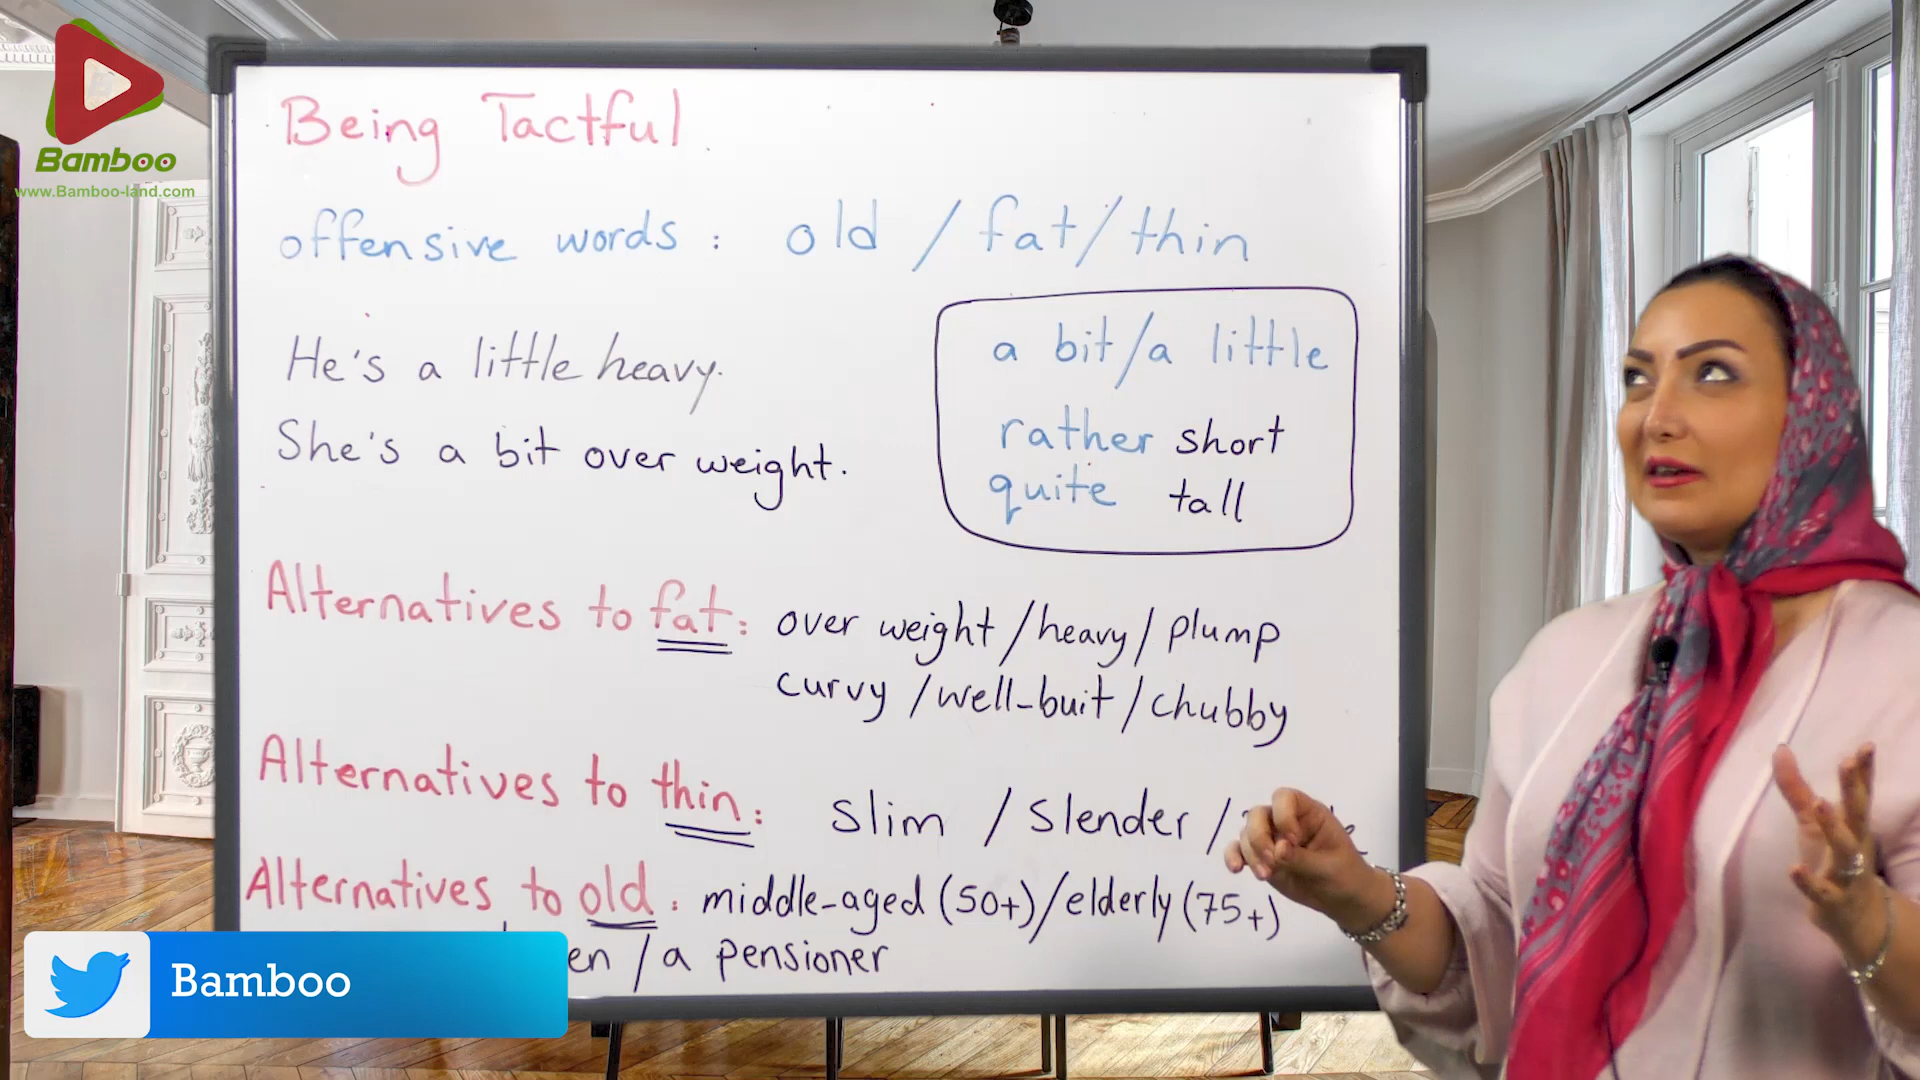 Bamboo
www.Bamboo-land.com
Being Tactful
offensive words : old / fat / thin
He's a little heavy.
She's a bit over weight.
a bit / a little
rather short
quite tall
Alternatives to fat : over weight / heavy / plump
curvy / well-buit / chubby
Alternatives to thin : slim / slender /
Alternatives to old : middle-aged (50+) / elderly (75+)
/ a pensioner
Bamboo